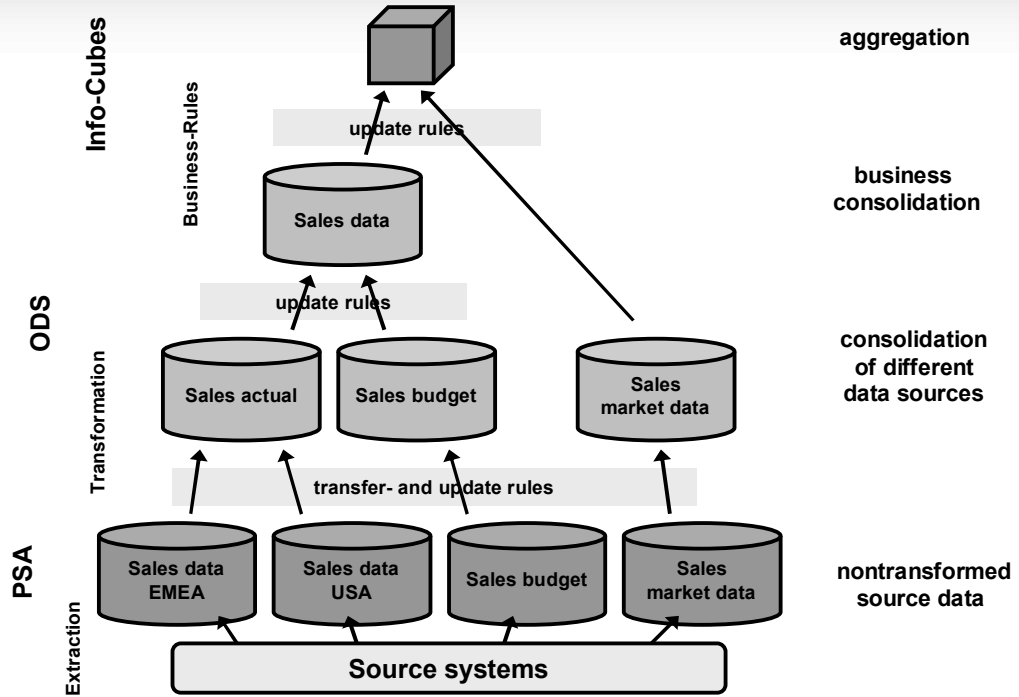 Info-Cubes
Business-Rules
aggregation
update rules
business
consolidation
Sales data
ODS
update rules
Transformation
consolidation
of different
data sources
Sales actual
Sales budget
Sales
market data
transfer- and update rules
PSA
Extraction
Sales data
EMEA
Sales data
USA
Sales budget
Sales
market data
nontransformed
source data
Source systems